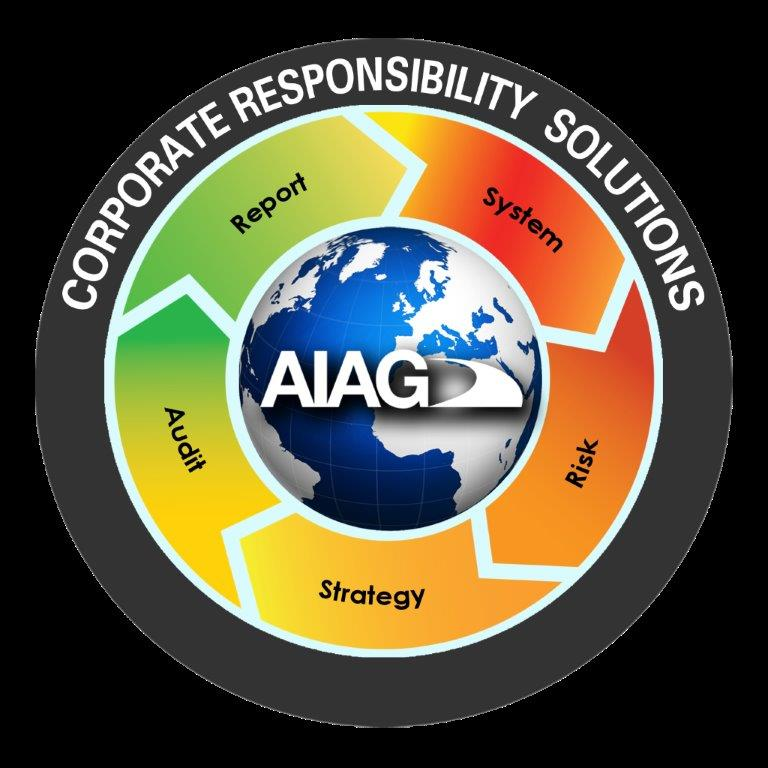 CORPORATE RESPONSIBILITY SOLUTIONS
Report
System
Risk
Strategy
Audit
AIAG